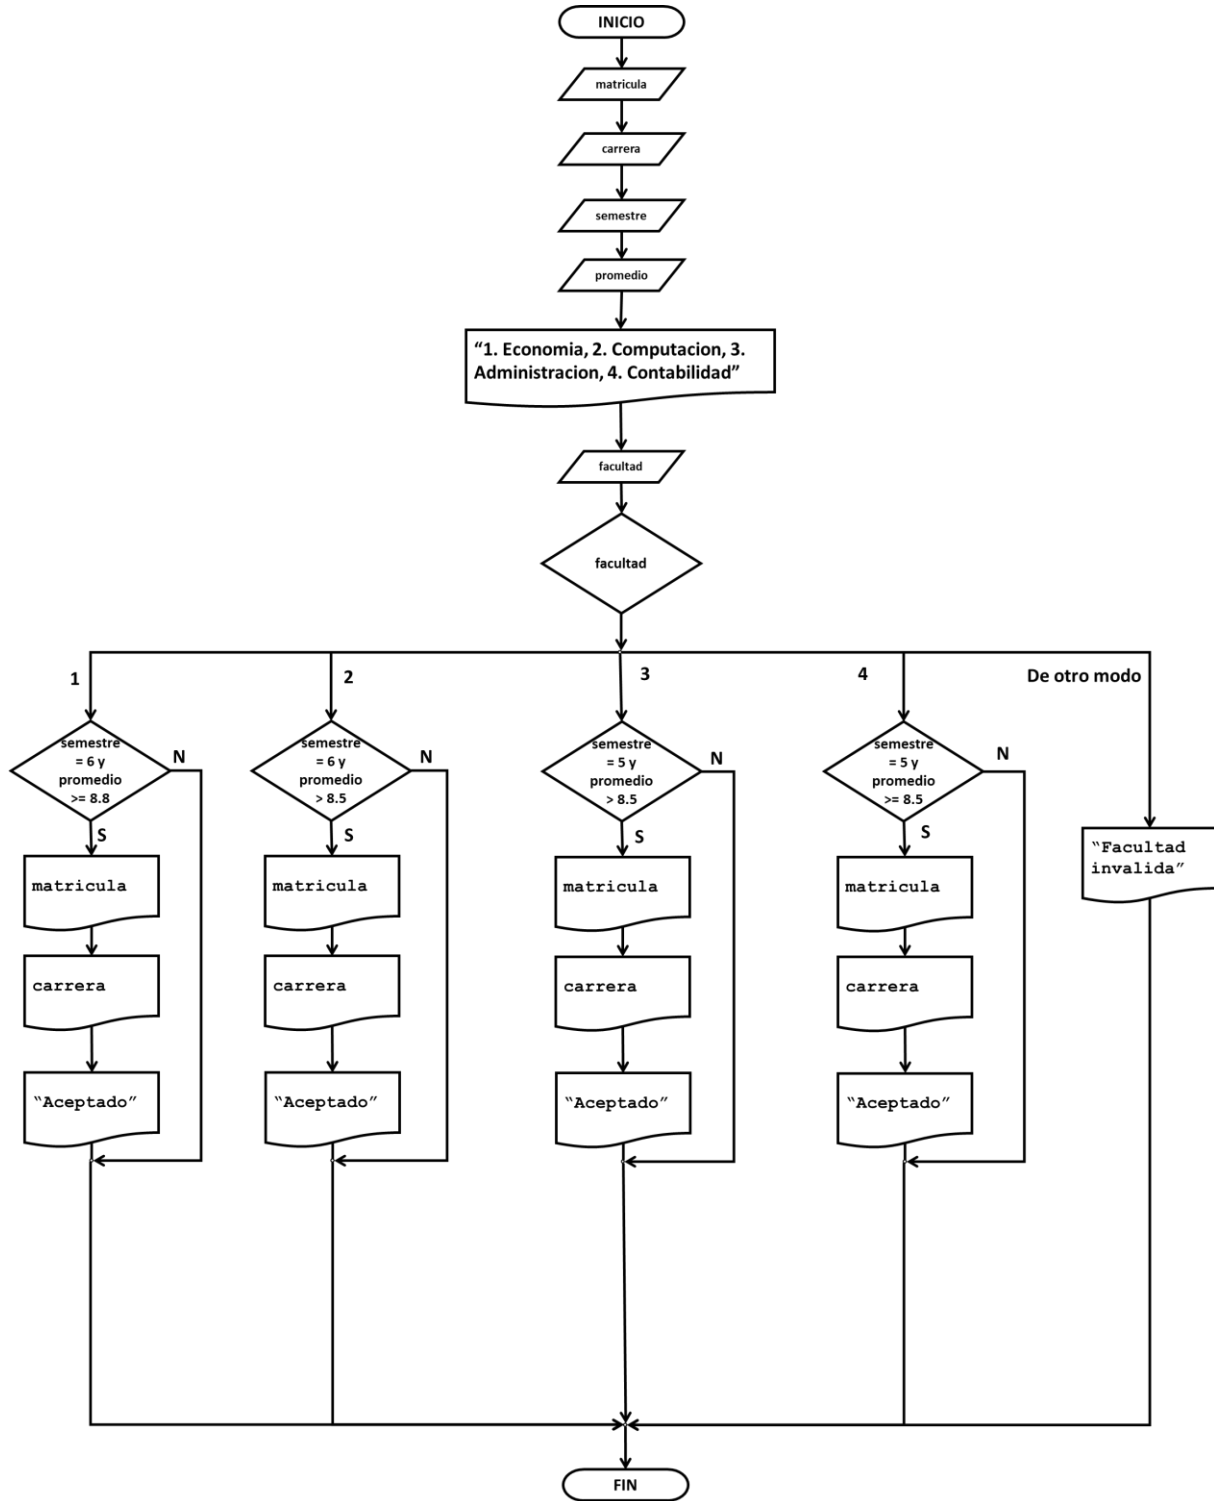 INICIO
matricula
carrera
semestre
promedio
“1. Economia, 2. Computacion, 3.
Administracion, 4. Contabilidad”
facultad
facultad
1
2
3
4
De otro modo
semestre
= 6 y
promedio
>= 8.8
N
S
semestre
= 6 y
promedio
> 8.5
N
S
semestre
= 5 y
promedio
> 8.5
N
S
semestre
= 5 y
promedio
>= 8.5
N
S
“Facultad
invalida”
matricula
matricula
matricula
matricula
carrera
carrera
carrera
carrera
“Aceptado”
“Aceptado”
“Aceptado”
“Aceptado”
FIN